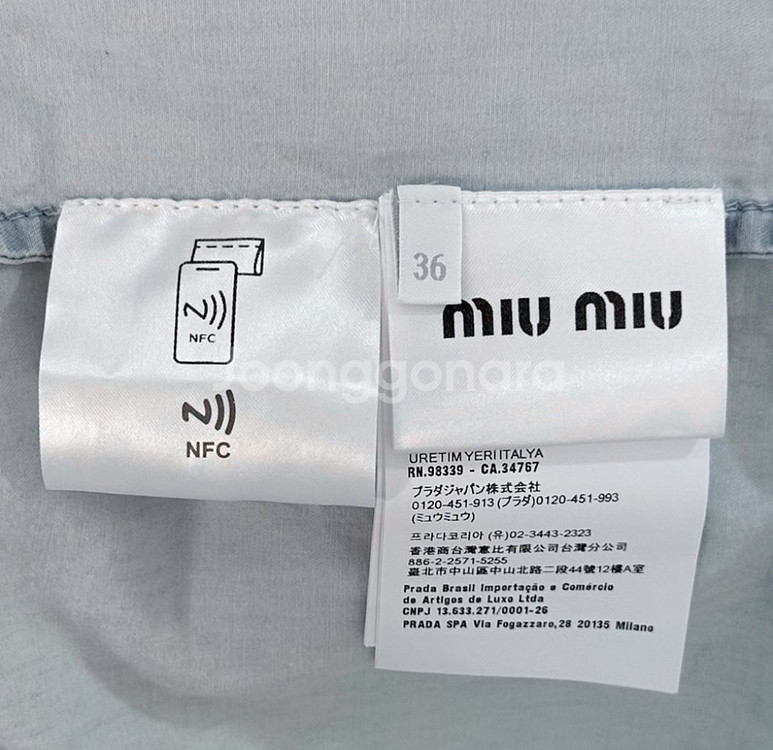 NFC
NFC
36
miu miu
Joonggonara
URETIM YERI ITALYA
RN.98339 - CA.34767
プラダジャパン株式会社
0120-451-913 (プラダ)0120-451-993
(ミュウミュウ)
프라다코리아 (유)02-3443-2323
香港商台灣意比有限公司台灣分公司
886-2-2571-5255
臺北市中山區中山北路二段44號12樓A室
Prada Brasil Importação e Comércio
de Artigos de Luxo Ltda
CNPJ 13.633.271/0001-26
PRADA SPA Via Fogazzaro,28 20135 Milano